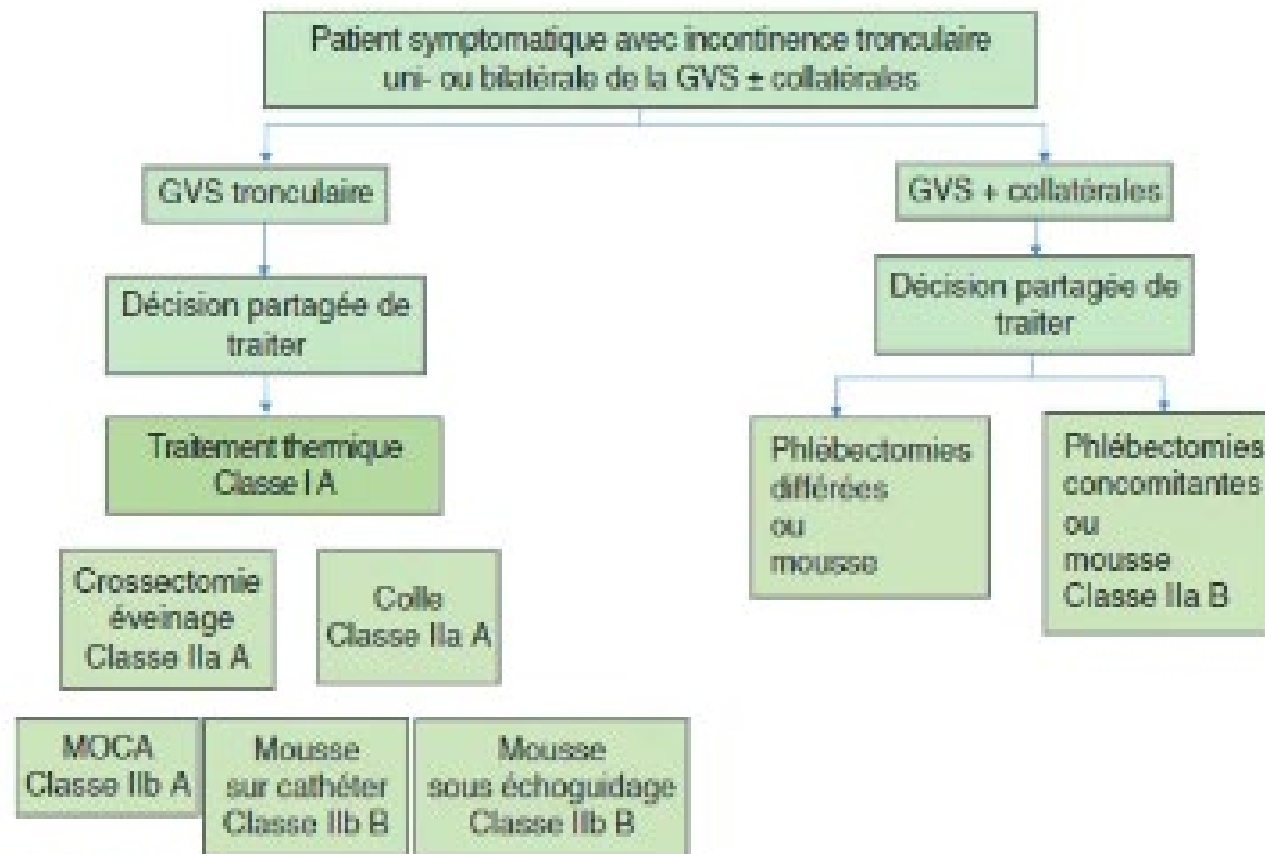 Patient symptomatique avec incontinence tronculaire
uni- ou bilatérale de la GVS ± collatérales
GVS tronculaire
GVS + collatérales
Décision partagée de
traiter
Décision partagée de
traiter
Traitement thermique
Classe I A
Phlébectomies
différées
ou
mousse
Phlébectomies
concomitantes
ou
mousse
Classe IIa B
Crossectomie
éveinage
Classe IIa A
Colle
Classe IIa A
MOCA
Classe IIb A
Mousse
sur cathéter
Classe IIb B
Mousse
sous échoguidage
Classe IIb B